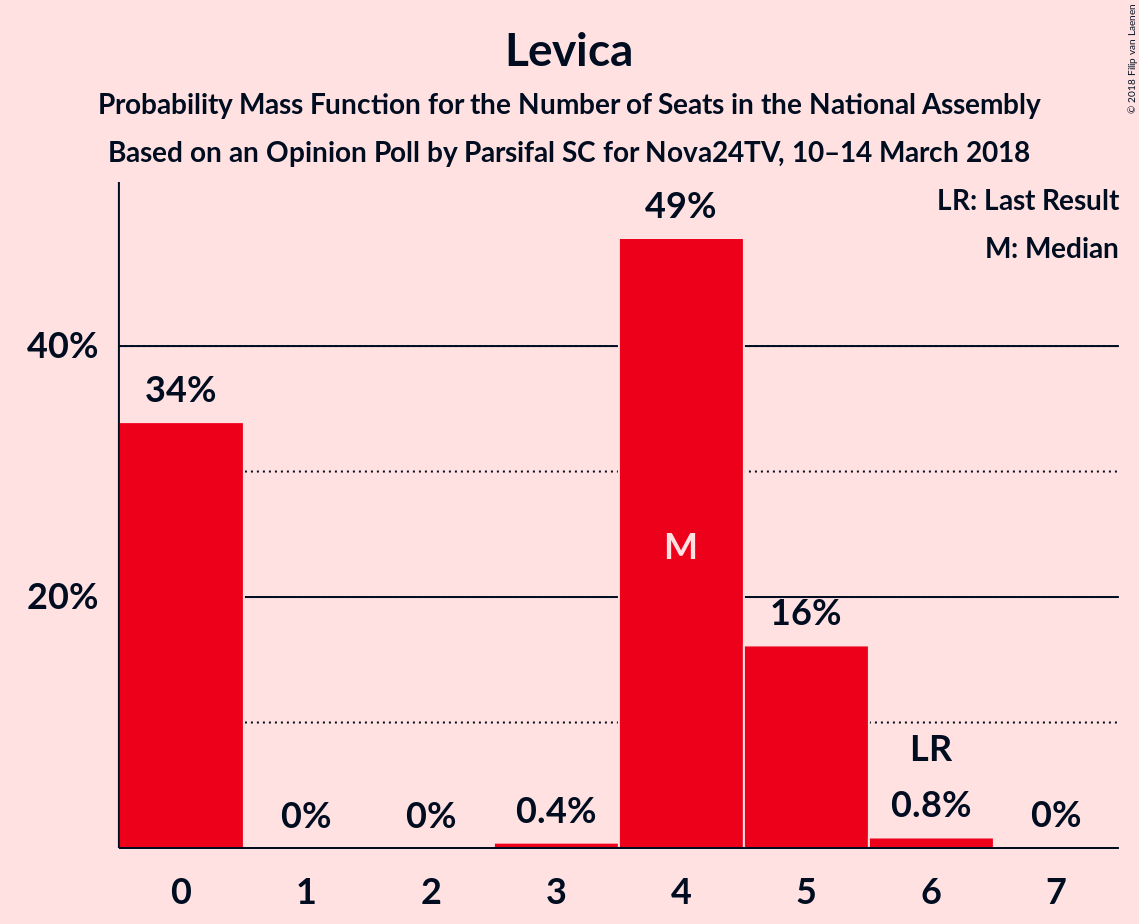 Levica
Probability Mass Function for the Number of Seats in the National Assembly
Based on an Opinion Poll by Parsifal SC for Nova24TV, 10–14 March 2018
© 2018 Filip van Laenen
LR: Last Result
M: Median
40%
20%
34%
0%
0%
0.4%
49%
M
16%
LR
0.8%
0%
0 1 2 3 4 5 6 7